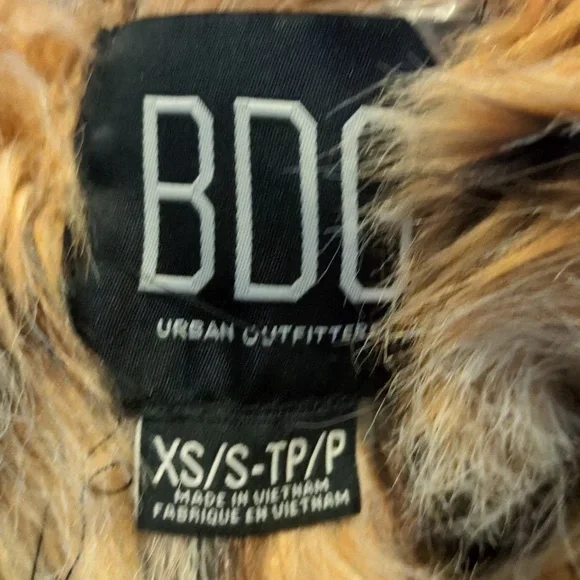 BDG
URBAN OUTFITTERS
XS/S-TP/P
MADE IN VIETNAM
FABRIQUE EN VIETNAM